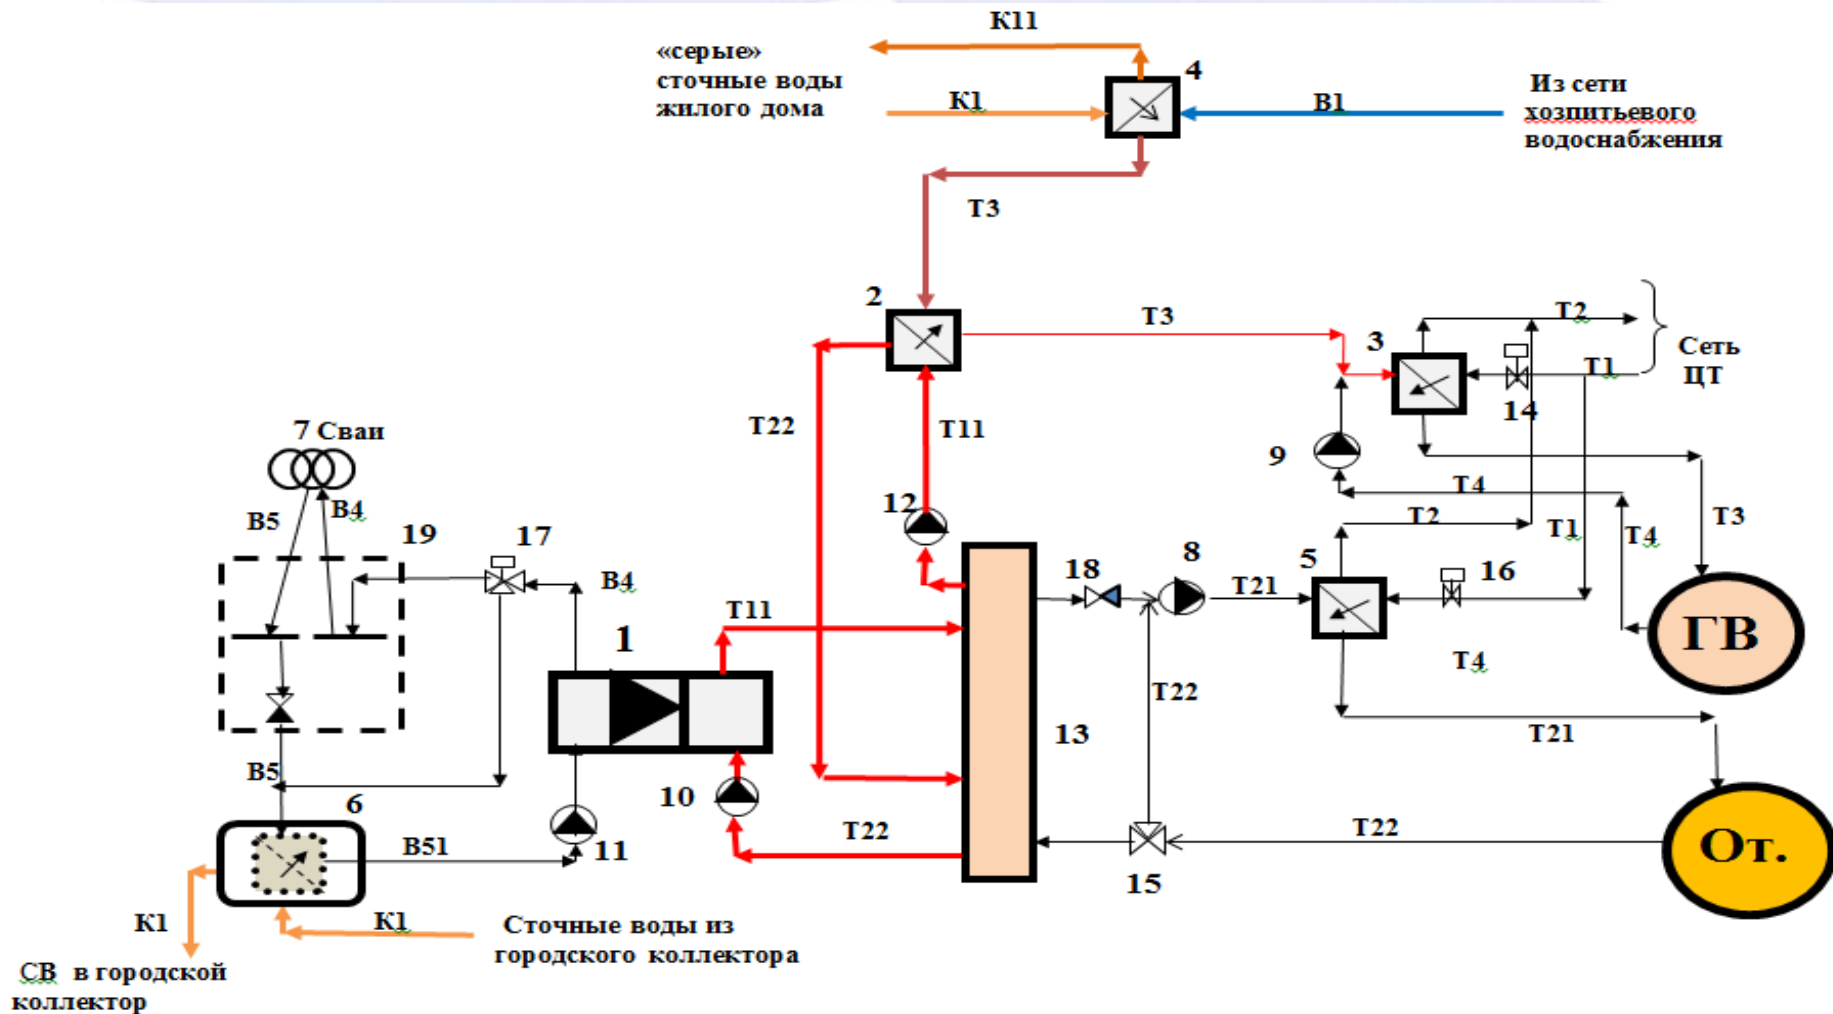 К11
«серые»
сточные воды
жилого дома
4
К1
В1
Из сети
хозпитьевого
водоснабжения
Т3
2
Т3
Т2
3
Сеть
ЦТ
Т1
14
Т22
Т11
7 Сваи
9
В5
В4
19
17
12
Т4
Т2
Т1
Т4
Т3
В4
18
8
Т21
5
16
Т11
1
ГВ
Т4
Т22
13
Т21
В5
6
10
Т22
Т22
От.
В51
11
15
К1
К1
Сточные воды из
городского коллектора
СВ в городской
коллектор